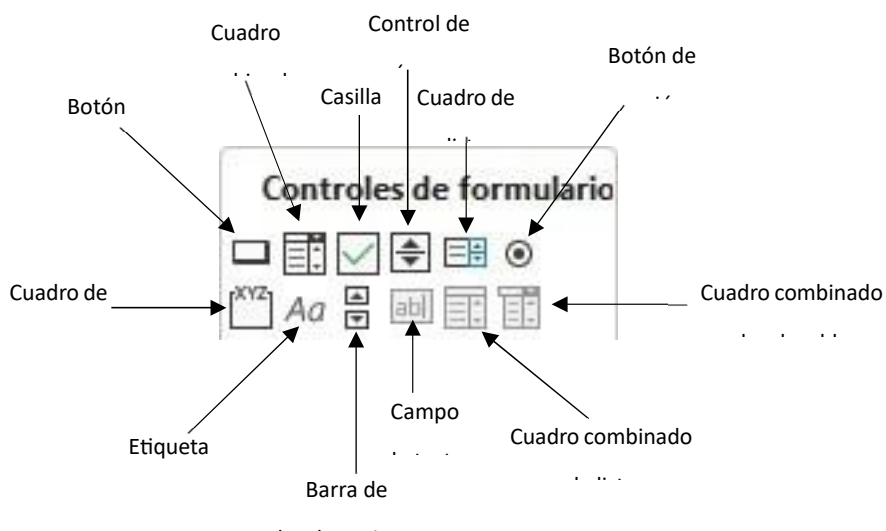 Control de
Cuadro
Botón de
Casilla
Cuadro de
Botón
Controles de formulario
XYZ
Aa
ab
Cuadro de
Cuadro combinado
Campo
Cuadro combinado
Etiqueta
Barra de